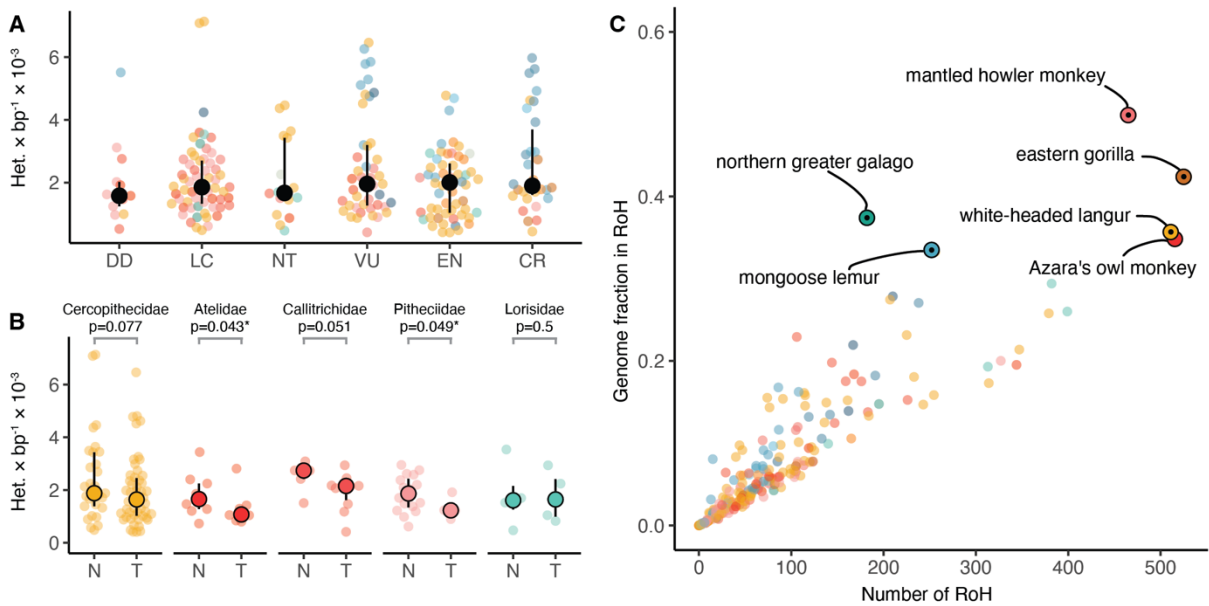 A
Het. × bp⁻¹ × 10⁻³
6
4
2
DD LC NT VU EN CR
B
Cercopithecidae Atelidae Callitrichidae Pitheciidae Lorisidae
p=0.077 p=0.043* p=0.051 p=0.049* p=0.5
Het. × bp⁻¹ × 10⁻³
6
4
2
0
N T N T N T N T N T
C
Genome fraction in RoH
0.6
0.4
0.2
0.0
mantled howler monkey
eastern gorilla
northern greater galago
white-headed langur
mongoose lemur
Azara's owl monkey
0 100 200 300 400 500
Number of RoH